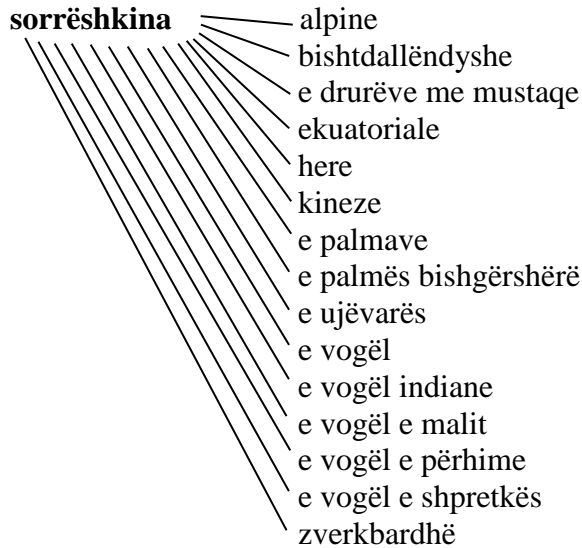 sorrëshkina
alpine
bishtdallëndyshe
e drurëve me mustaqe
ekuatoriale
here
kineze
e palmave
e palmës bishgërshërë
e ujëvarës
e vogël
e vogël indiane
e vogël e malit
e vogël e përhime
e vogël e shpretkës
zverkbardhë